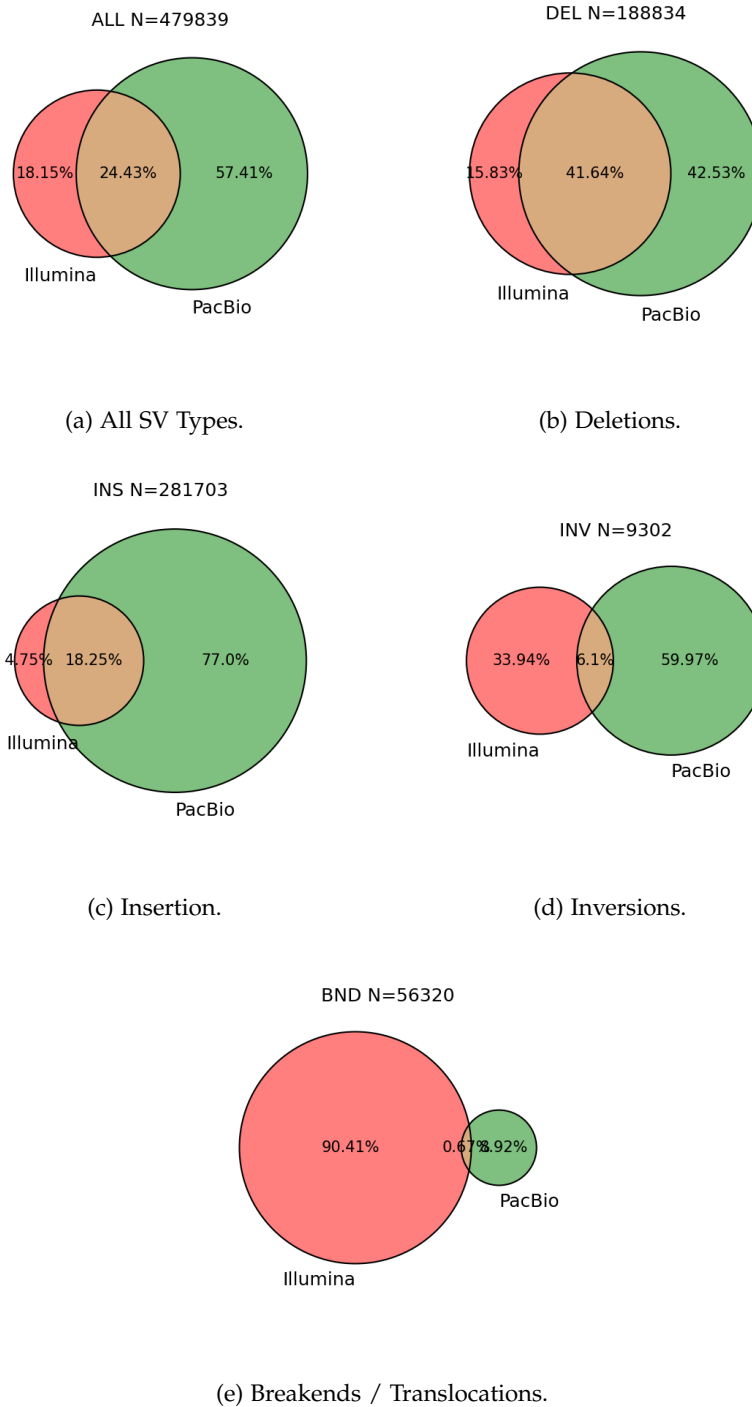 ALL N=479839
DEL N=188834
18.15%
24.43%
57.41%
Illumina
PacBio
15.83%
41.64%
42.53%
Illumina
PacBio
(a) All SV Types.
(b) Deletions.
INS N=281703
INV N=9302
4.75%
18.25%
77.0%
Illumina
PacBio
33.94%
6.1%
59.97%
Illumina
PacBio
(c) Insertion.
(d) Inversions.
BND N=56320
90.41%
0.67%
8.92%
Illumina
PacBio
(e) Breakends / Translocations.